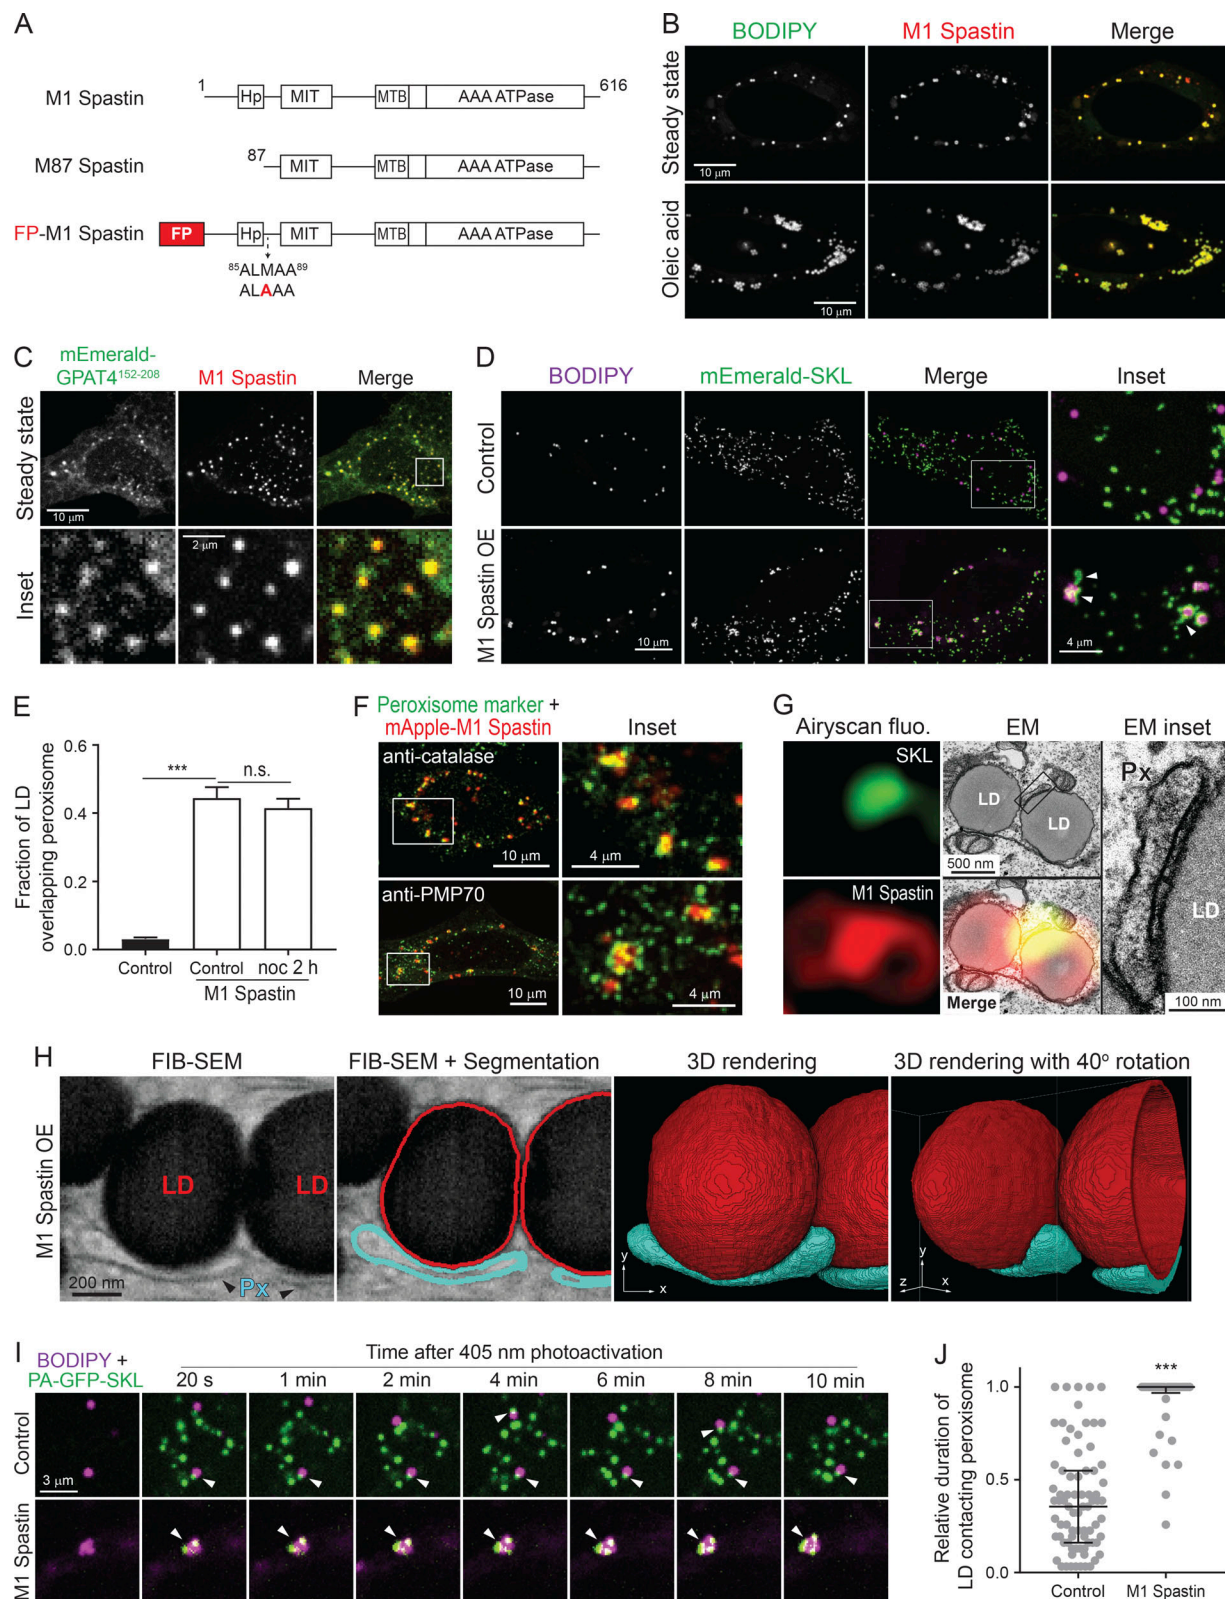 A
1
616
M1 Spastin
Hp
MIT
MTB
AAA ATPase
87
M87 Spastin
MIT
MTB
AAA ATPase
FP-M1 Spastin
FP
Hp
MIT
MTB
AAA ATPase
⁸⁵ALMAA⁸⁹
ALAAA
B
BODIPY
M1 Spastin
Merge
Steady state
10 µm
Oleic acid
10 µm
C
mEmerald-
GPAT4¹⁵²⁻²⁰⁸
M1 Spastin
Merge
Steady state
10 µm
Inset
2 µm
D
BODIPY
mEmerald-SKL
Merge
Inset
Control
M1 Spastin OE
10 µm
4 µm
E
Fraction of LD
overlapping peroxisome
0.6
0.4
0.2
0.0
***
n.s.
Control
Control
noc 2 h
M1 Spastin
F
Peroxisome marker +
mApple-M1 Spastin
Inset
anti-catalase
10 µm
4 µm
anti-PMP70
10 µm
4 µm
G
Airyscan fluo.
EM
EM inset
SKL
LD
LD
500 nm
Px
LD
M1 Spastin
Merge
100 nm
H
FIB-SEM
FIB-SEM + Segmentation
3D rendering
3D rendering with 40° rotation
M1 Spastin OE
LD
LD
Px
200 nm
y
x
y
z
x
I
BODIPY +
PA-GFP-SKL
Time after 405 nm photoactivation
20 s
1 min
2 min
4 min
6 min
8 min
10 min
Control
3 µm
M1 Spastin
J
Relative duration of
LD contacting peroxisome
1.0
0.5
0.0
***
Control
M1 Spastin